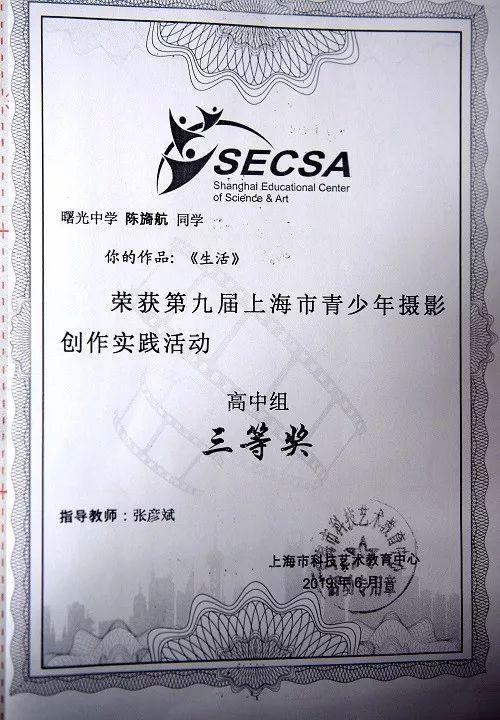 SECSA
Shanghai Educational Center
of Science & Art
曙光中学 陈旖航 同学
你的作品:《生活》
荣获第九届上海市青少年摄影
创作实践活动
高中组
三等奖
指导教师:张彦斌
上海市科技艺术教育中心
2019年6月